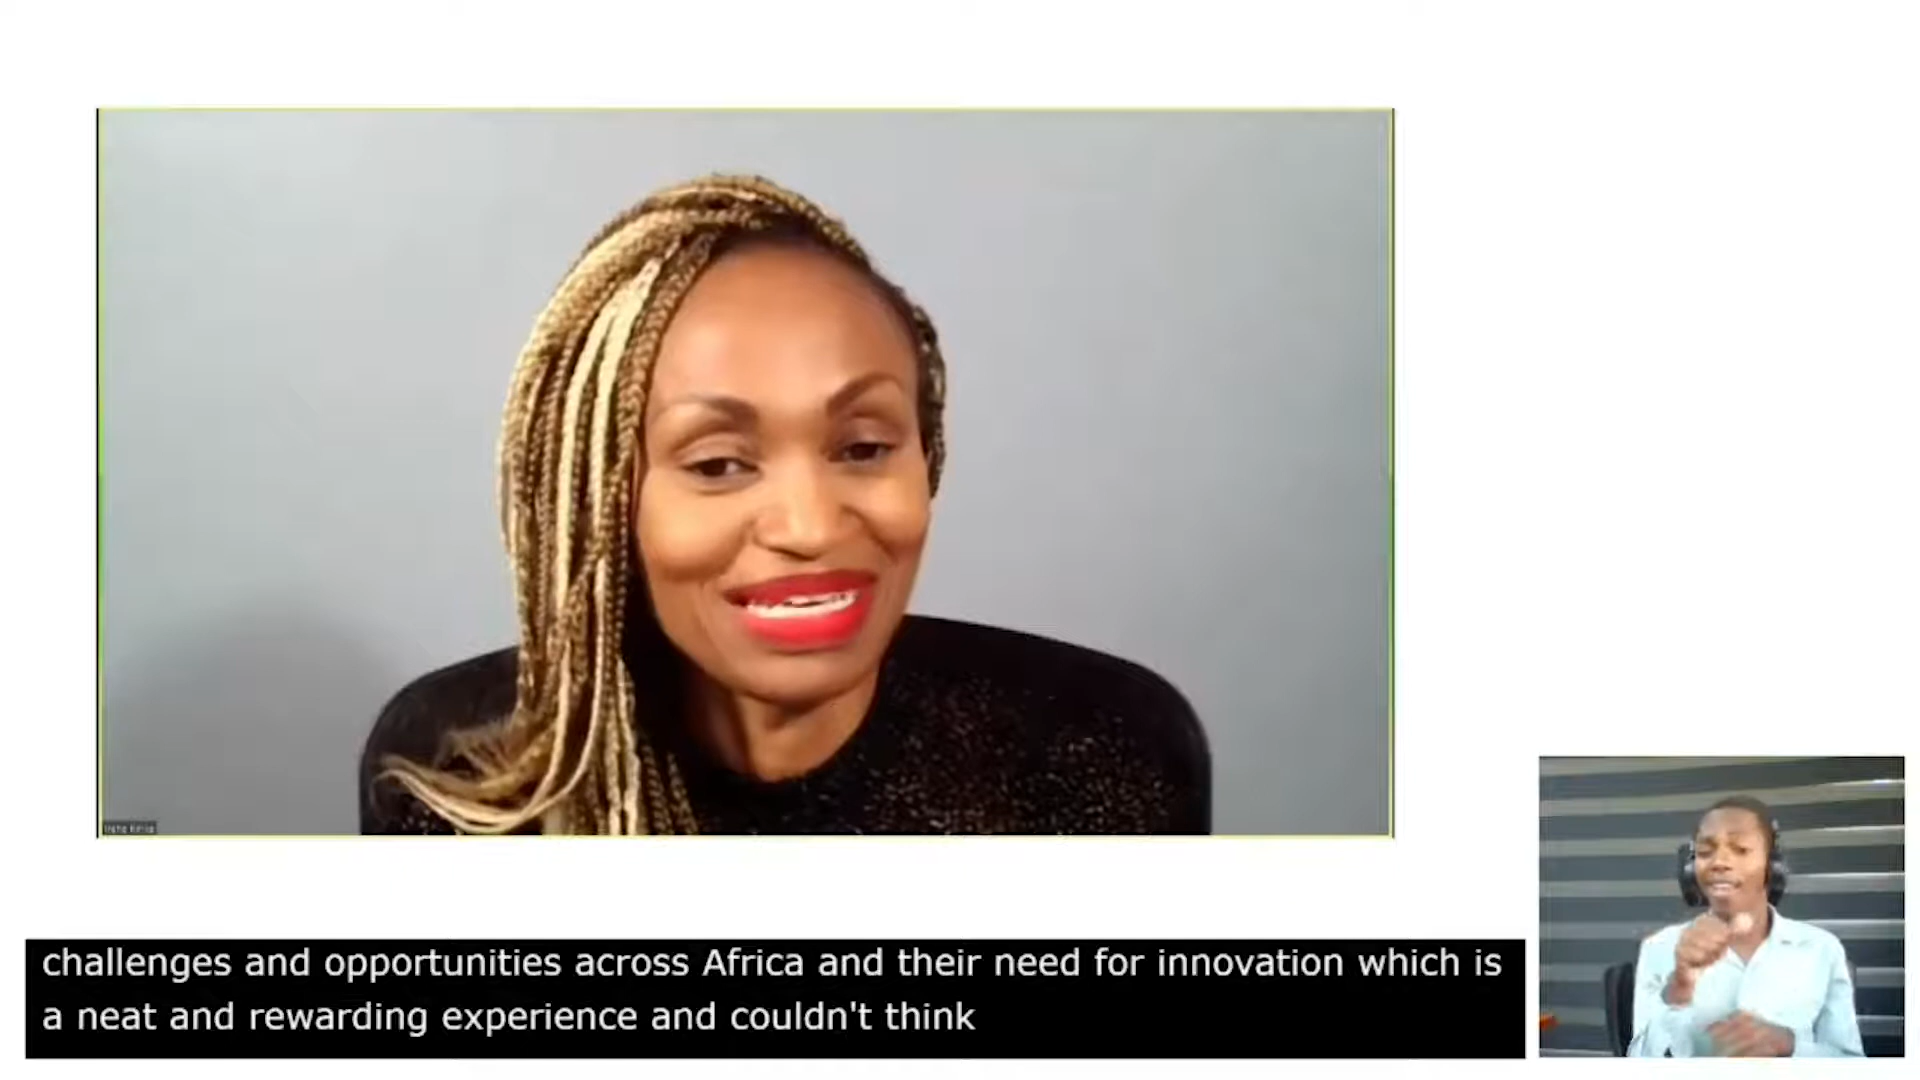 challenges and opportunities across Africa and their need for innovation which is
a neat and rewarding experience and couldn't think